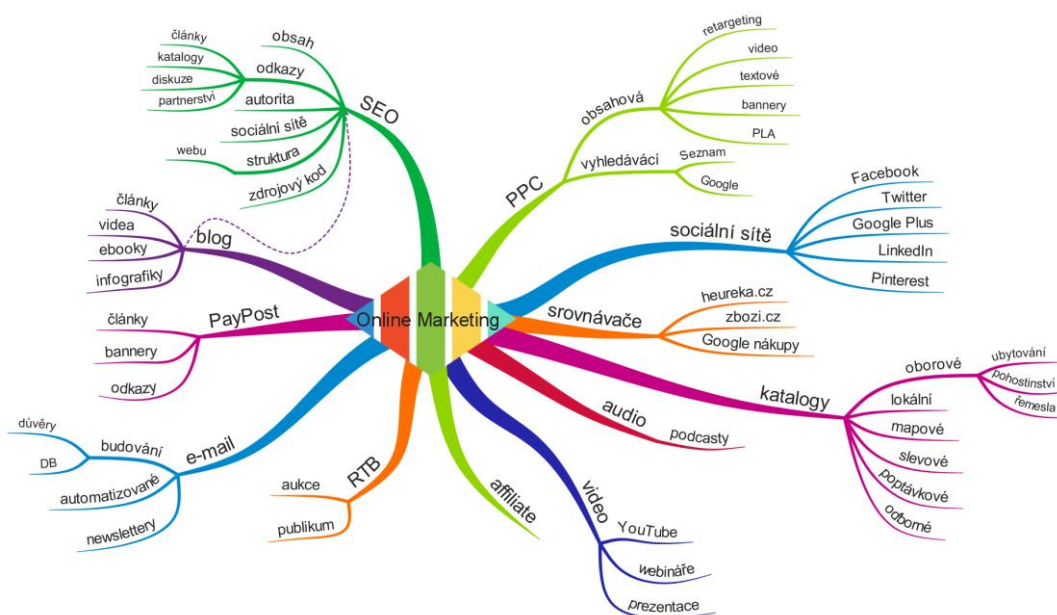 Online Marketing
SEO
obsah
odkazy
články
katalogy
diskuze
partnerství
autorita
sociální sítě
struktura
webu
zdrojový kod
blog
články
videa
ebooky
infografiky
PayPost
články
bannery
odkazy
e-mail
budování
důvěry
DB
automatizované
newslettery
RTB
aukce
publikum
affiliate
video
YouTube
webináře
prezentace
audio
podcasty
katalogy
oborové
ubytování
pohostinství
řemesla
lokální
mapové
slevové
poptávkové
odborné
srovnávače
heureka.cz
zbozi.cz
Google nákupy
sociální sítě
Facebook
Twitter
Google Plus
LinkedIn
Pinterest
PPC
obsahová
retargeting
video
textové
bannery
PLA
vyhledávácí
Seznam
Google